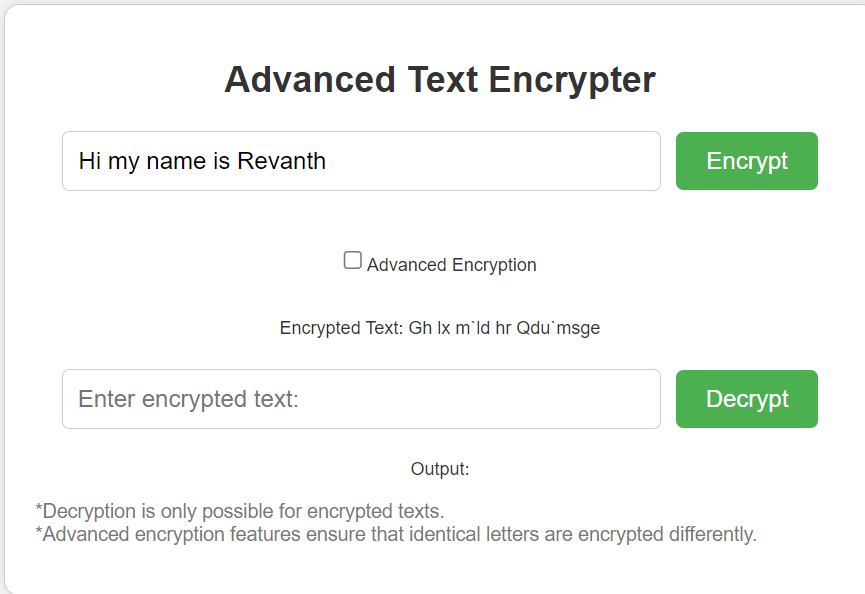 Advanced Text Encrypter
Hi my name is Revanth
Encrypt
Advanced Encryption
Encrypted Text: Gh lx m`ld hr Qdu`msge
Enter encrypted text:
Decrypt
Output:
*Decryption is only possible for encrypted texts.
*Advanced encryption features ensure that identical letters are encrypted differently.